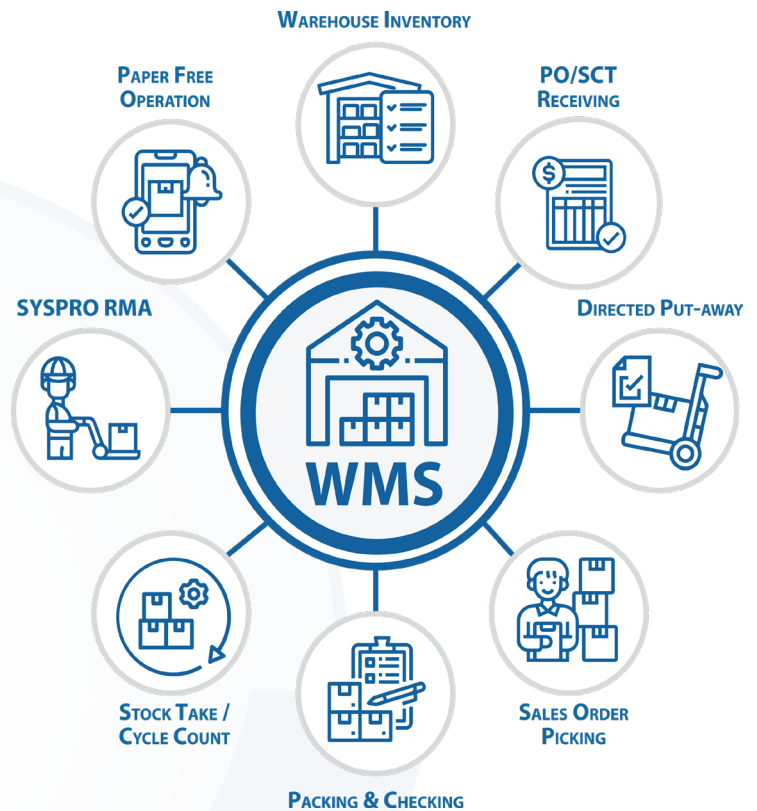 Warehouse Inventory
Paper Free
Operation
PO/SCT
Receiving
SYSPRO RMA
Directed Put-away
WMS
Stock Take /
Cycle Count
Sales Order
Picking
Packing & Checking